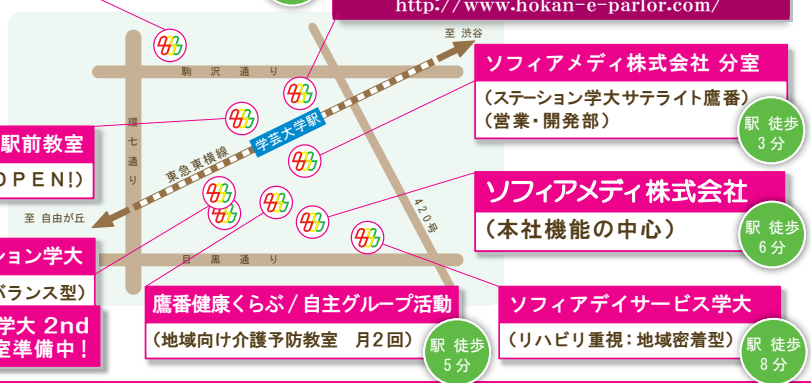 http://www.hokan-e-parlor.com/
至 渋谷
駒沢通り
ソフィアメディ株式会社 分室
(ステーション学大サテライト鷹番)
(営業・開発部)
駅 徒歩
3分
環七通り
学芸大学駅
駅前教室
OPEN!)
東急東横線
ソフィアメディ株式会社
(本社機能の中心)
駅 徒歩
6分
至 自由が丘
420号
ション学大
バランス型)
目黒通り
学大 2nd
室準備中!
鷹番健康くらぶ / 自主グループ活動
(地域向け介護予防教室 月2回)
駅 徒歩
5分
ソフィアデイサービス学大
(リハビリ重視:地域密着型)
駅 徒歩
8分